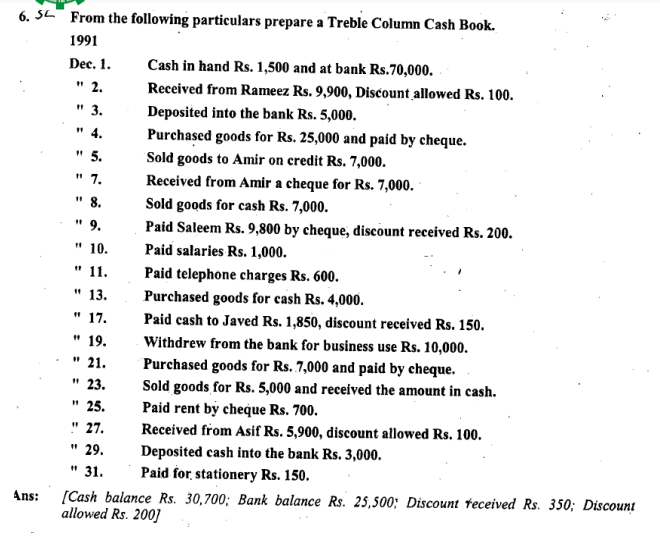 6. SL From the following particulars prepare a Treble Column Cash Book.
1991
Dec. 1. Cash in hand Rs. 1,500 and at bank Rs.70,000.
" 2. Received from Rameez Rs. 9,900, Discount allowed Rs. 100.
" 3. Deposited into the bank Rs. 5,000.
" 4. Purchased goods for Rs. 25,000 and paid by cheque.
" 5. Sold goods to Amir on credit Rs. 7,000.
" 7. Received from Amir a cheque for Rs. 7,000.
" 8. Sold goods for cash Rs. 7,000.
" 9. Paid Saleem Rs. 9,800 by cheque, discount received Rs. 200.
" 10. Paid salaries Rs. 1,000.
" 11. Paid telephone charges Rs. 600.
" 13. Purchased goods for cash Rs. 4,000.
" 17. Paid cash to Javed Rs. 1,850, discount received Rs. 150.
" 19. Withdrew from the bank for business use Rs. 10,000.
" 21. Purchased goods for Rs. 7,000 and paid by cheque.
" 23. Sold goods for Rs. 5,000 and received the amount in cash.
" 25. Paid rent by cheque Rs. 700.
" 27. Received from Asif Rs. 5,900, discount allowed Rs. 100.
" 29. Deposited cash into the bank Rs. 3,000.
" 31. Paid for stationery Rs. 150.
Ans: [Cash balance Rs. 30,700; Bank balance Rs. 25,500; Discount received Rs. 350; Discount
allowed Rs. 200]